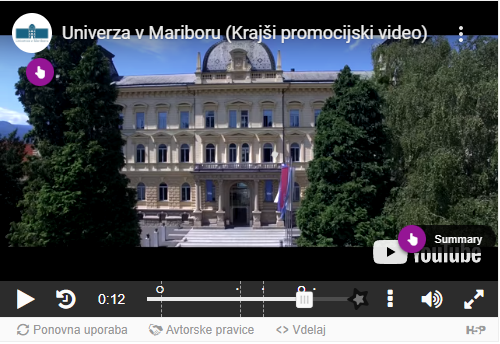 Univerza v Mariboru (Krajši promocijski video)
Summary
YouTube
0:12
Ponovna uporaba
Avtorske pravice
<> Vdelaj
H-P